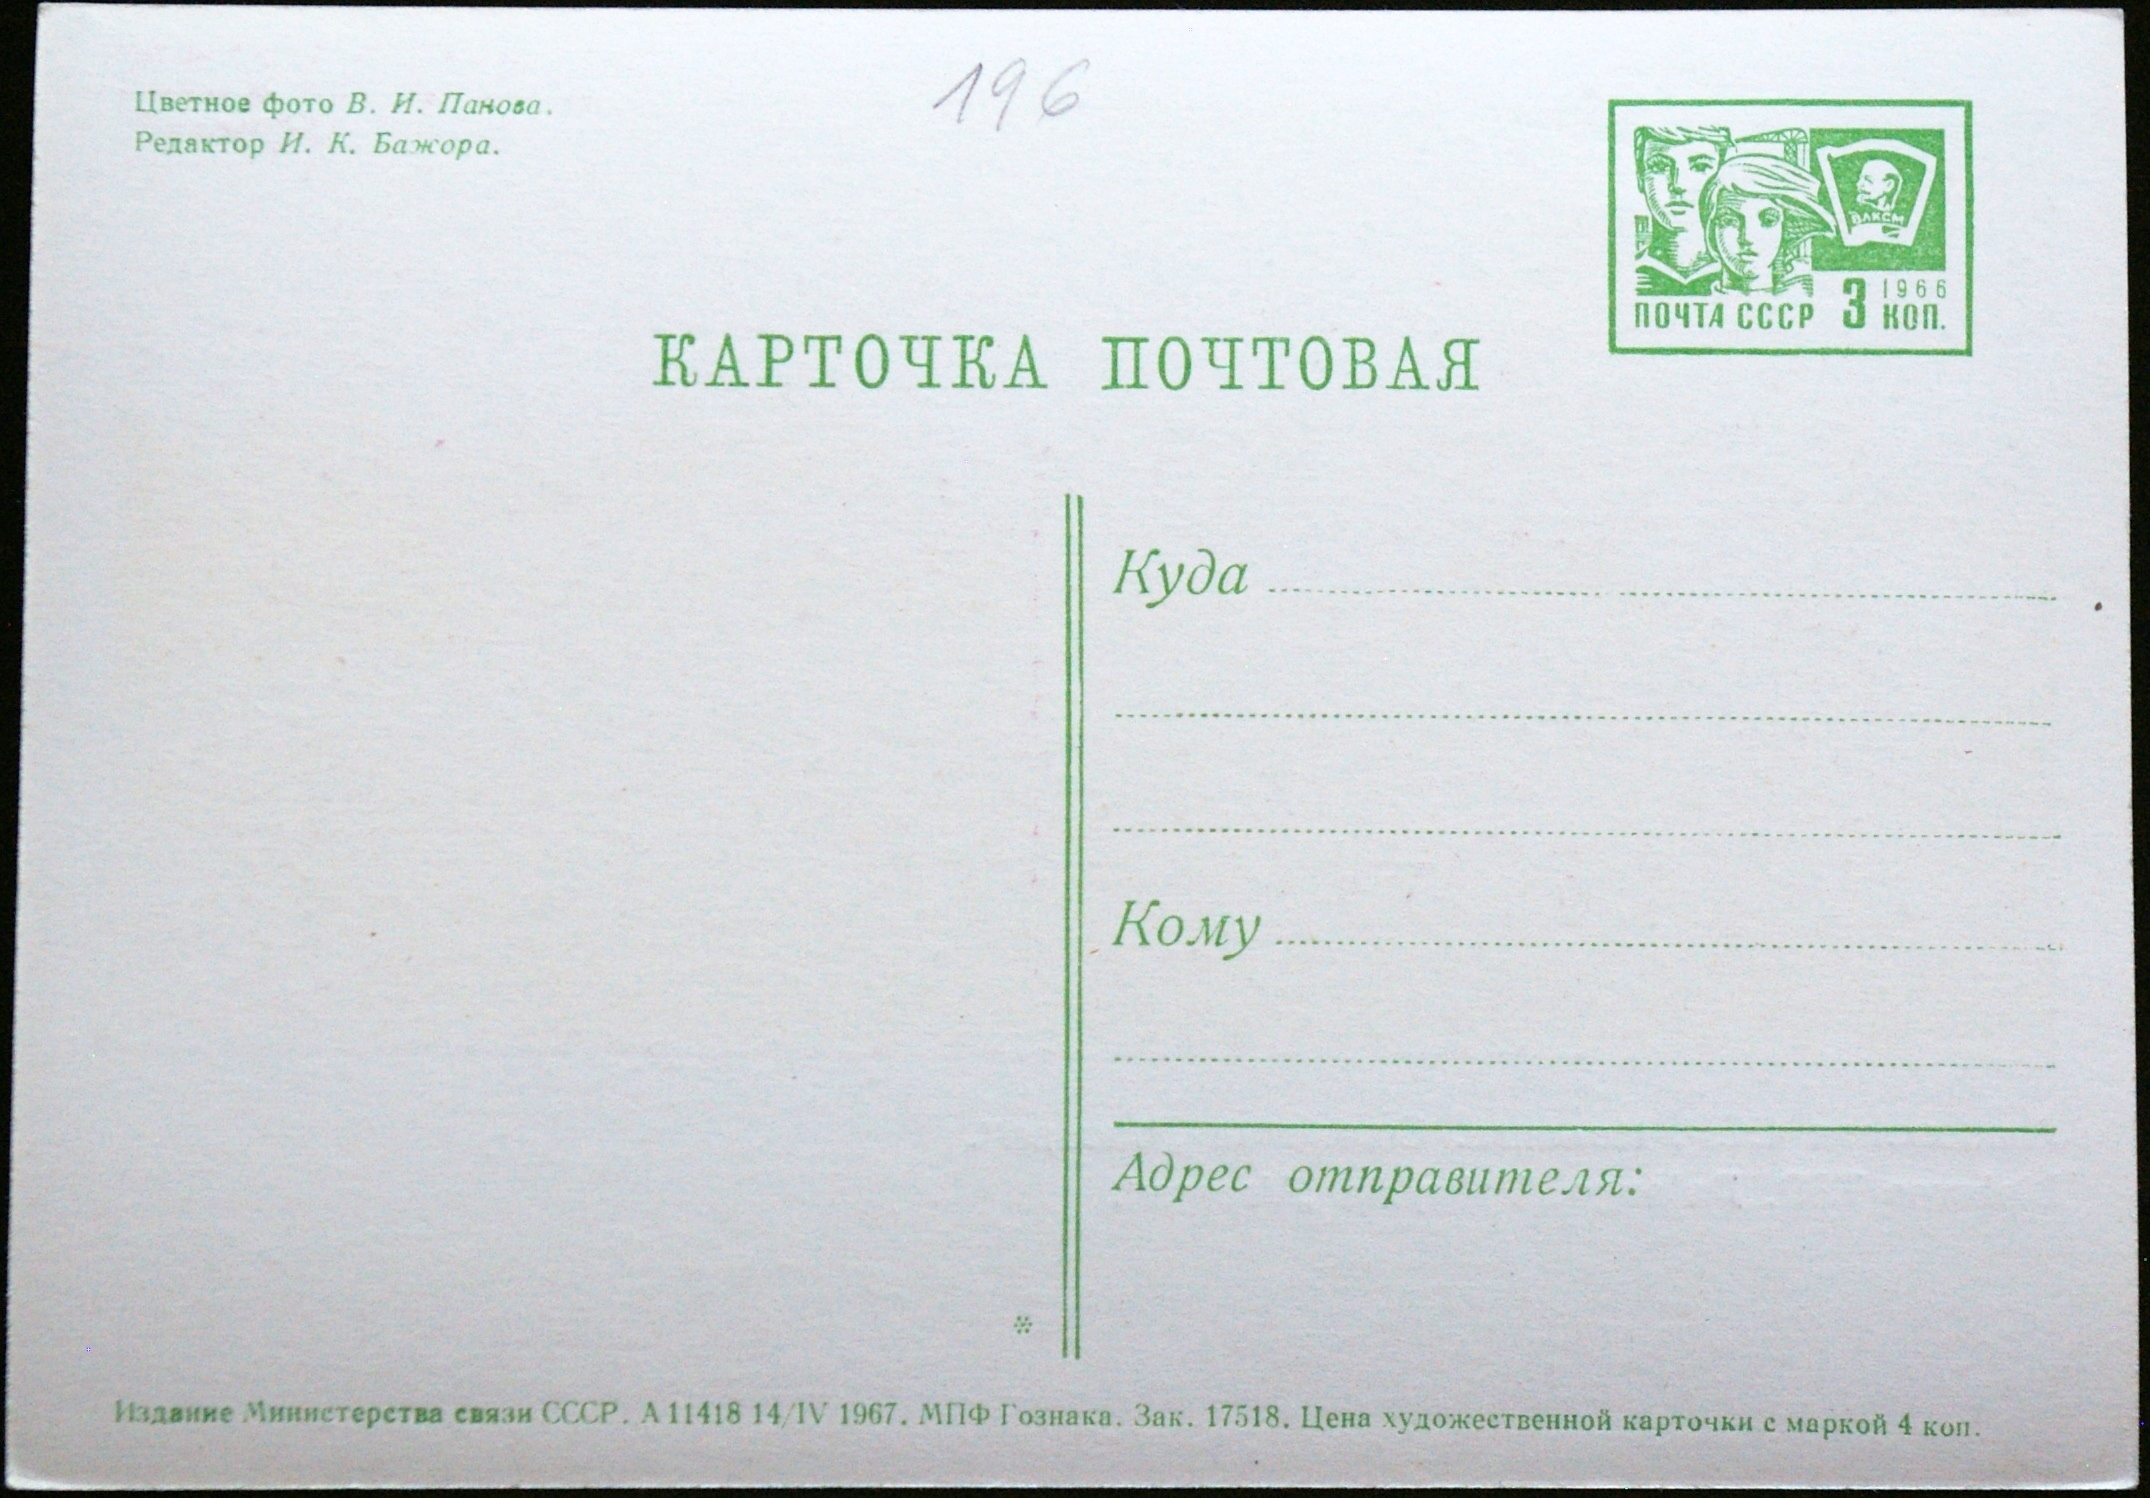 Цветное фото В. И. Панова.
Редактор И. К. Бажора.
196
ВЛКСМ
1966
ПОЧТА СССР 3 КОП.
КАРТОЧКА ПОЧТОВАЯ
Куда
Кому
Адрес отправителя:
Издание Министерства связи СССР. А 11418 14/IV 1967. МПФ Гознака. Зак. 17518. Цена художественной карточки с маркой 4 коп.